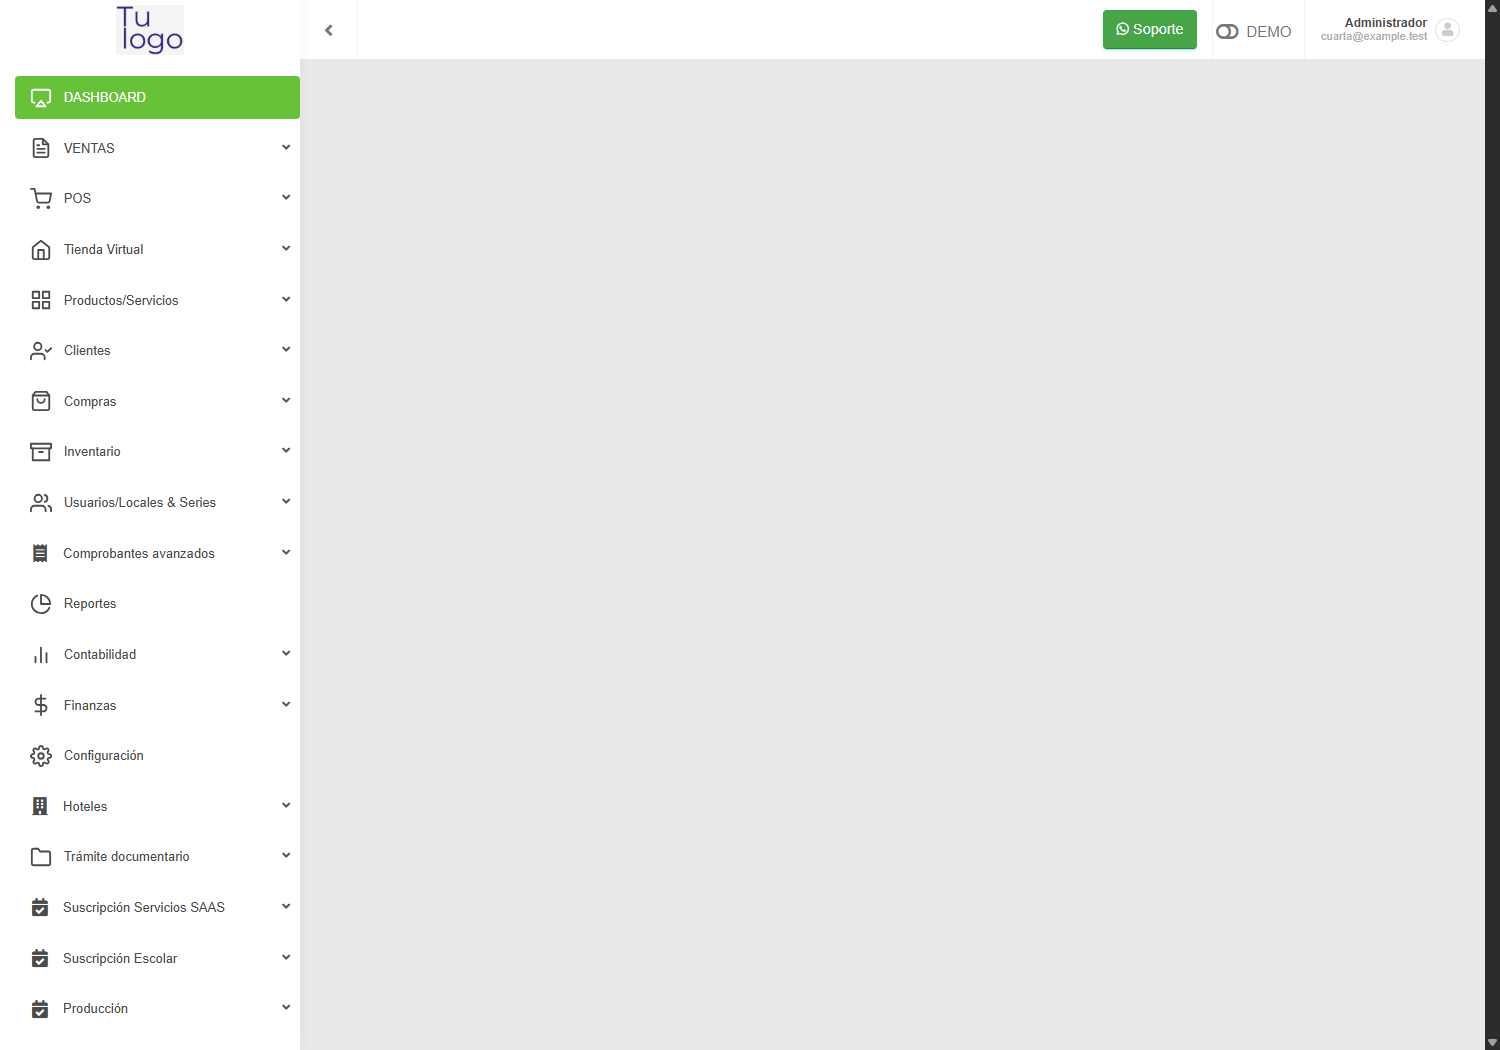 Tu
logo
Soporte
DEMO
Administrador
cuarta@example.test
DASHBOARD
VENTAS
POS
Tienda Virtual
Productos/Servicios
Clientes
Compras
Inventario
Usuarios/Locales & Series
Comprobantes avanzados
Reportes
Contabilidad
Finanzas
Configuración
Hoteles
Trámite documentario
Suscripción Servicios SAAS
Suscripción Escolar
Producción